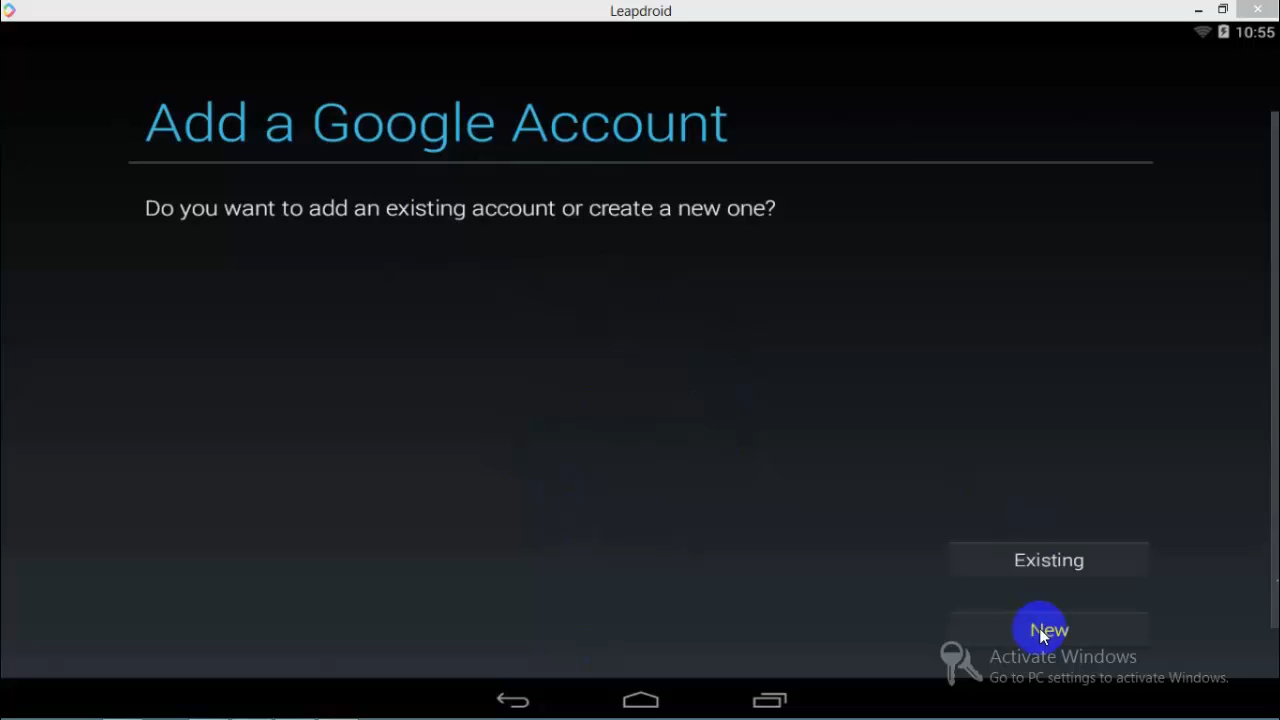 Leapdroid
10:55
Add a Google Account
Do you want to add an existing account or create a new one?
Existing
New
Activate Windows
Go to PC settings to activate Windows.